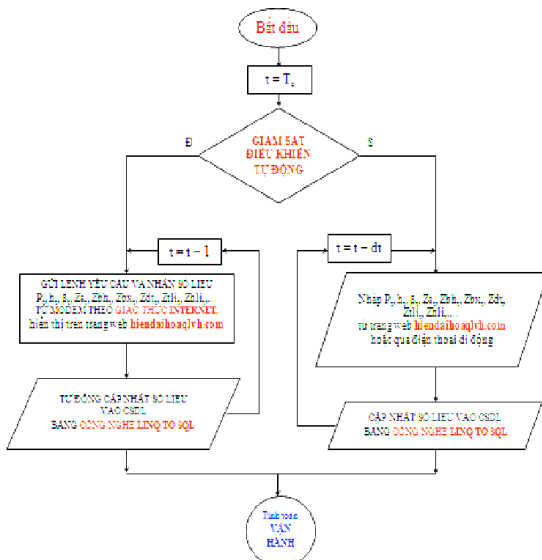 Bắt đầu
t = T₀
Đ
GIÁM SÁT
S
ĐIỀU KHIỂN
TỰ ĐỘNG
t = t – 1
t = t – dt
GỬI LỆNH YÊU CẦU VÀ NHẬN SỐ LIỆU
TỪ MODEM THEO GIAO THỨC INTERNET,
hiển thị trên trang web hiendaihoaqlvh.com
Nhập
từ trang web hiendaihoaqlvh.com
hoặc qua điện thoại di động
TỰ ĐỘNG CẬP NHẬT SỐ LIỆU
VÀO CSDL
BẰNG CÔNG NGHỆ LINQ TO SQL
CẬP NHẬT SỐ LIỆU VÀO CSDL
BẰNG CÔNG NGHỆ LINQ TO SQL
Tính toán
VẬN
HÀNH